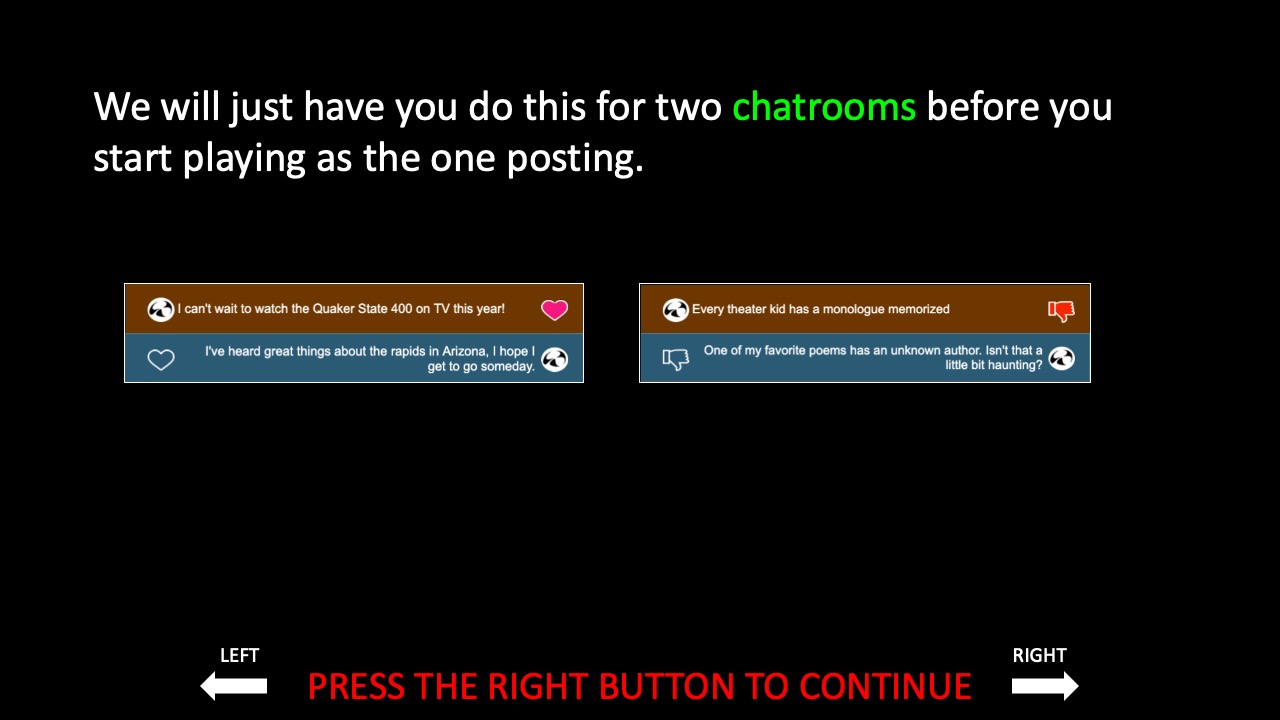 We will just have you do this for two chatrooms before you
start playing as the one posting.
I can't wait to watch the Quaker State 400 on TV this year!
I've heard great things about the rapids in Arizona, I hope I
get to go someday.
Every theater kid has a monologue memorized
One of my favorite poems has an unknown author. Isn't that a
little bit haunting?
LEFT
RIGHT
PRESS THE RIGHT BUTTON TO CONTINUE